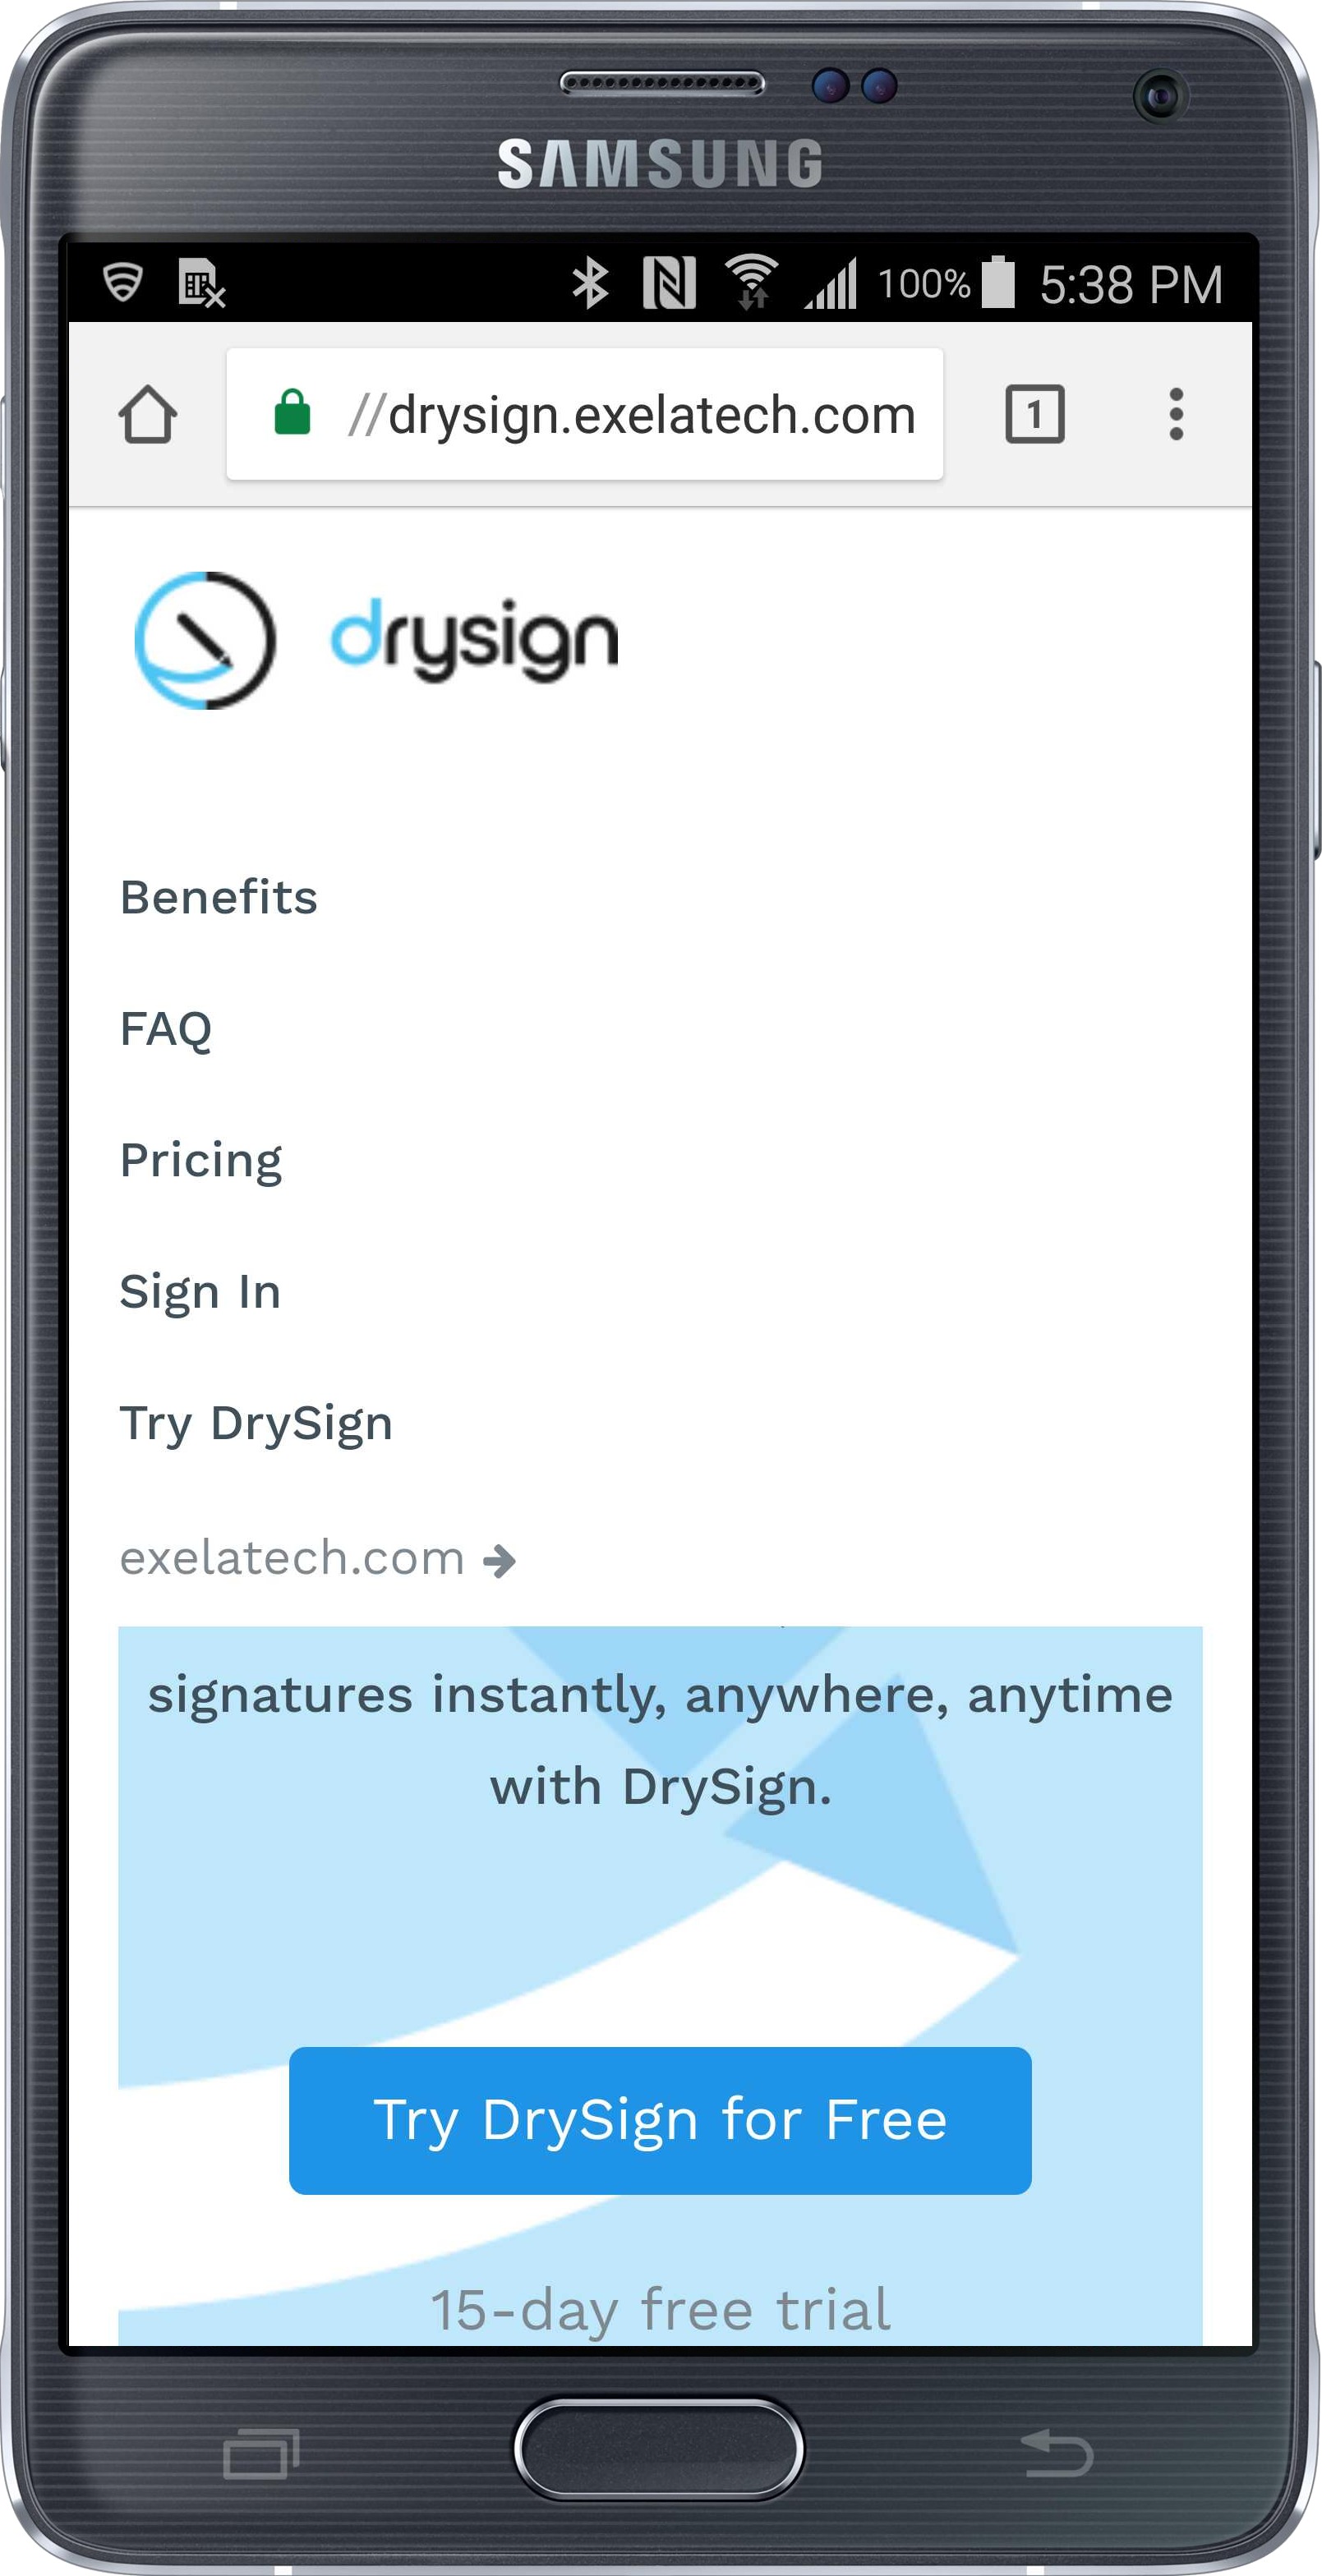 SAMSUNG
100% 5:38 PM
//drysign.exelatech.com
1
drysign
Benefits
FAQ
Pricing
Sign In
Try DrySign
exelatech.com
signatures instantly, anywhere, anytime
with DrySign.
Try DrySign for Free
15-day free trial